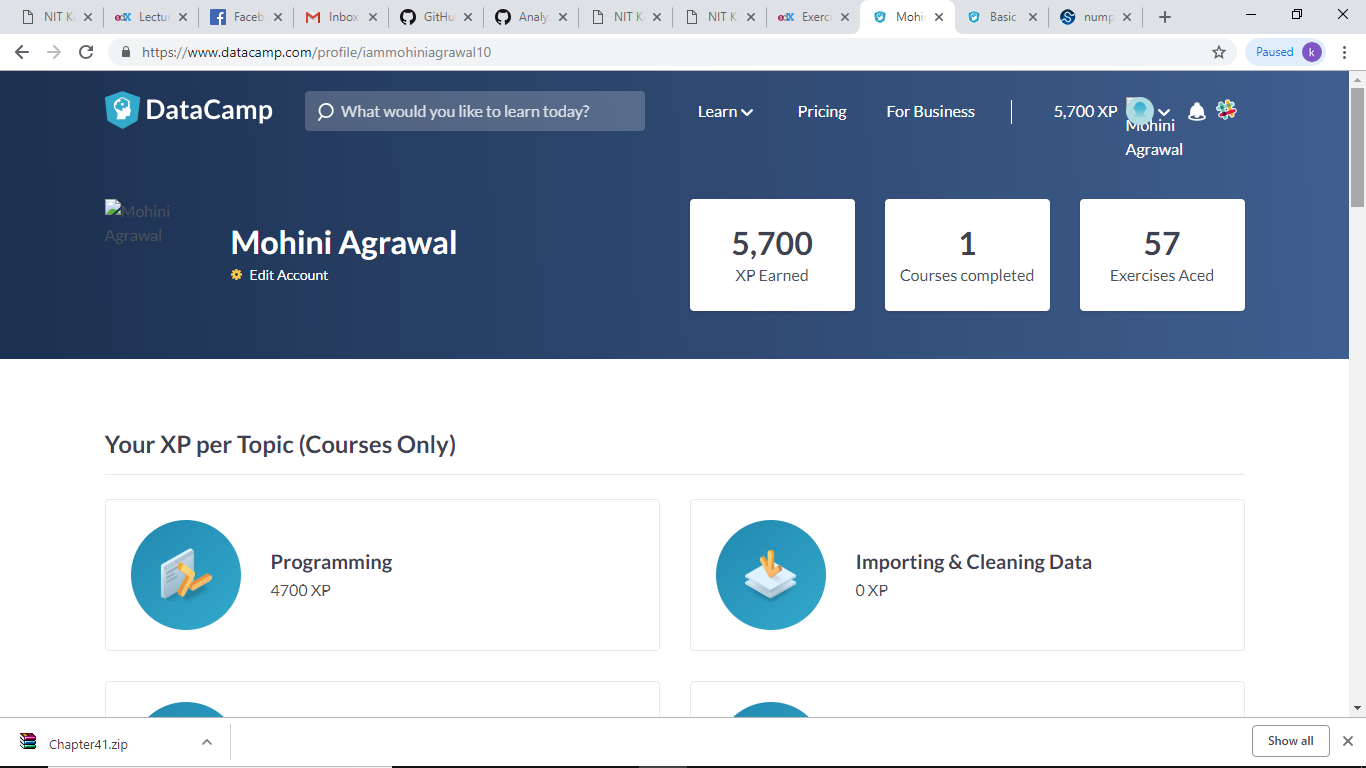 NIT K
edX Lectu
Faceb
Inbox
GitHu
Analy
NIT K
NIT K
edX Exerc
Mohi
Basic
nump
https://www.datacamp.com/profile/iammohiniagrawal10
Paused k
DataCamp
What would you like to learn today?
Learn
Pricing
For Business
5,700 XP
Mohini
Agrawal
Mohini
Agrawal
Mohini Agrawal
Edit Account
5,700
XP Earned
1
Courses completed
57
Exercises Aced
Your XP per Topic (Courses Only)
Programming
4700 XP
Importing & Cleaning Data
0 XP
Chapter41.zip
Show all